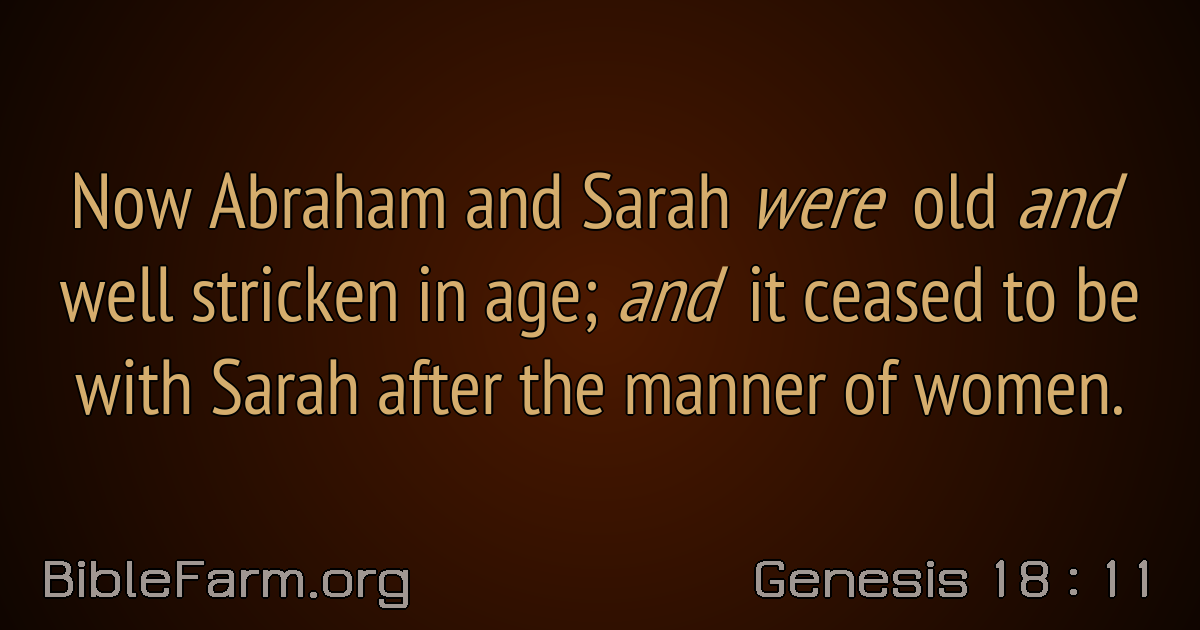 Now Abraham and Sarah were old and
well stricken in age; and it ceased to be
with Sarah after the manner of women.
BibleFarm.org
Genesis 18 : 11